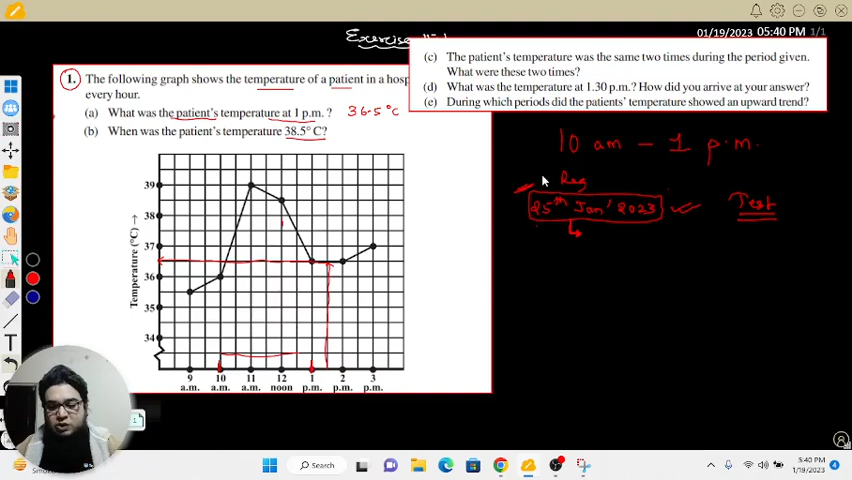 01/19/2023 05:40 PM 1/1
Exercise
1. The following graph shows the temperature of a patient in a hosp
every hour.
(a) What was the patient's temperature at 1 p.m. ? 36.5°c
(b) When was the patient's temperature 38.5° C?
(c) The patient's temperature was the same two times during the period given.
What were these two times?
(d) What was the temperature at 1.30 p.m.? How did you arrive at your answer?
(e) During which periods did the patients' temperature showed an upward trend?
10 am - 1 p.m.
Reg
25th Jan' 2023 Test
Temperature (°C) →
39
38
37
36
35
34
9 10 11 12 1 2 3
a.m. a.m. a.m. noon p.m. p.m. p.m.
T
1
Search
5:40 PM
1/19/2023
4